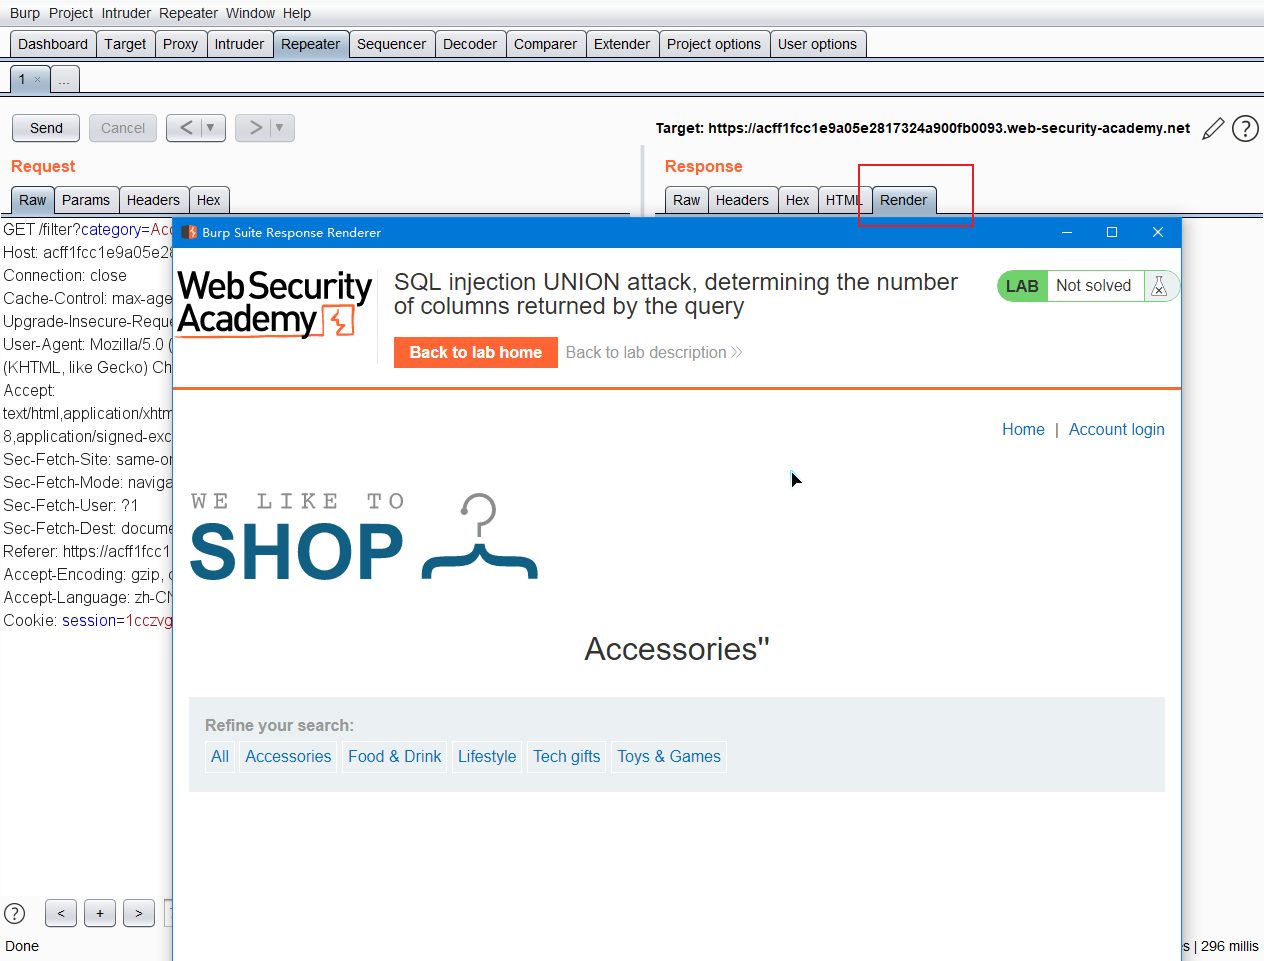 Burp Project Intruder Repeater Window Help
Dashboard Target Proxy Intruder Repeater Sequencer Decoder Comparer Extender Project options User options
1 × ...
Send Cancel < ▼ > ▼ Target: https://acff1fcc1e9a05e2817324a900fb0093.web-security-academy.net ?
Request Response
Raw Params Headers Hex Raw Headers Hex HTML Render
GET /filter?category=Acc
Host: acff1fcc1e9a05e28
Connection: close
Cache-Control: max-age
Upgrade-Insecure-Reque
User-Agent: Mozilla/5.0 (
(KHTML, like Gecko) Ch
Accept:
text/html,application/xhtm
8,application/signed-exc
Sec-Fetch-Site: same-or
Sec-Fetch-Mode: naviga
Sec-Fetch-User: ?1
Sec-Fetch-Dest: docume
Referer: https://acff1fcc1
Accept-Encoding: gzip, d
Accept-Language: zh-CN
Cookie: session=1cczvg
Burp Suite Response Renderer
Web Security
Academy
SQL injection UNION attack, determining the number
of columns returned by the query
LAB Not solved
Back to lab home Back to lab description
Home | Account login
WE LIKE TO
SHOP
Accessories''
Refine your search:
All Accessories Food & Drink Lifestyle Tech gifts Toys & Games
? < + >
Done s | 296 millis